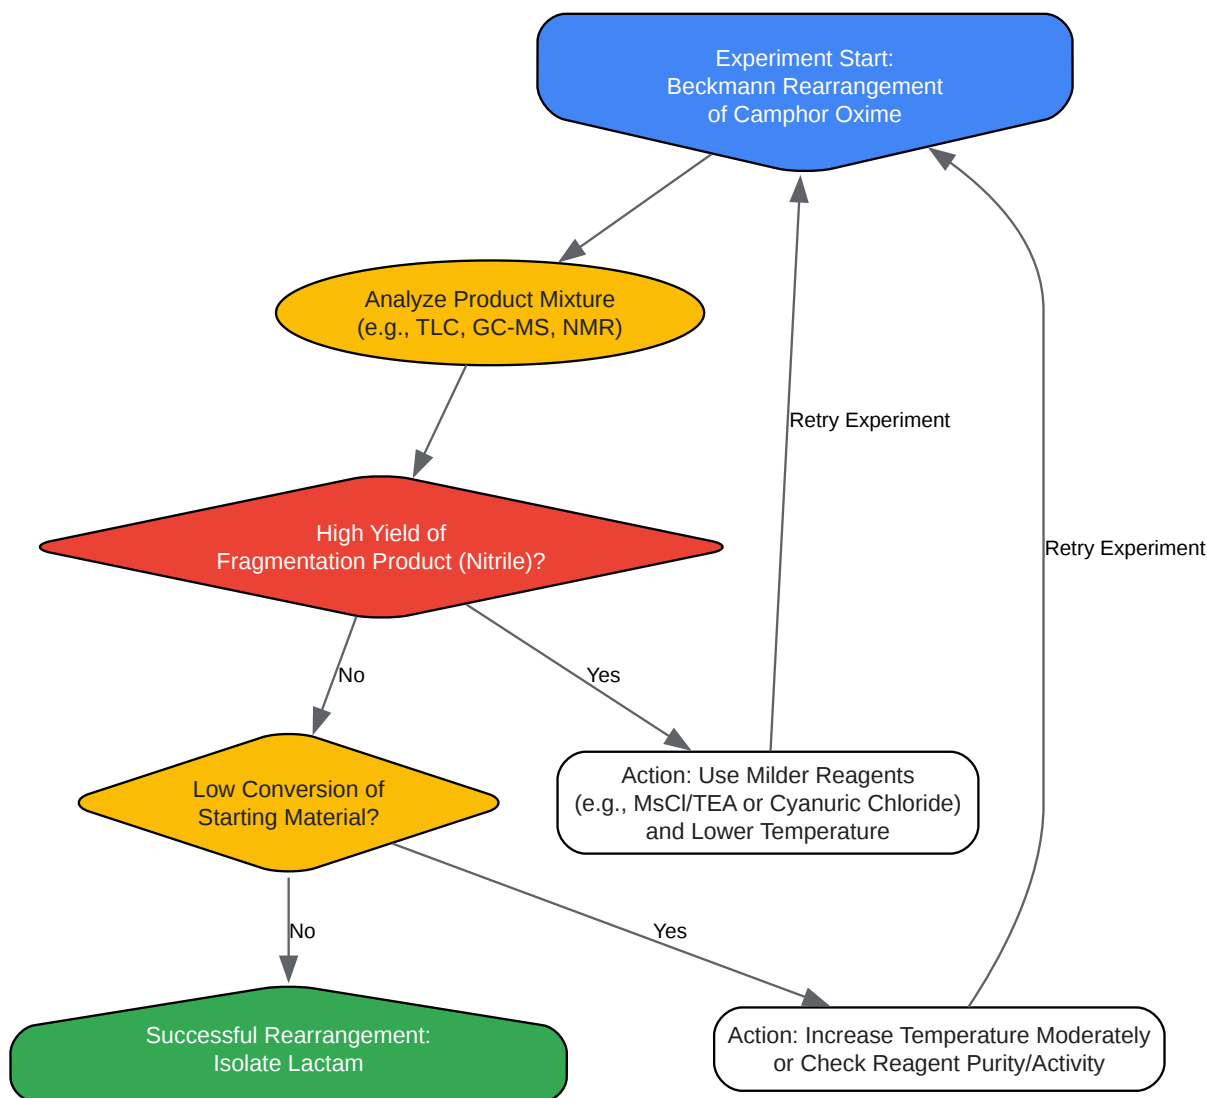 Experiment Start:
Beckmann Rearrangement
of Camphor Oxime
Analyze Product Mixture
(e.g., TLC, GC-MS, NMR)
Retry Experiment
High Yield of
Fragmentation Product (Nitrile)?
Retry Experiment
No
Yes
Low Conversion of
Starting Material?
Action: Use Milder Reagents
(e.g., MsCl/TEA or Cyanuric Chloride)
and Lower Temperature
No
Yes
Successful Rearrangement:
Isolate Lactam
Action: Increase Temperature Moderately
or Check Reagent Purity/Activity